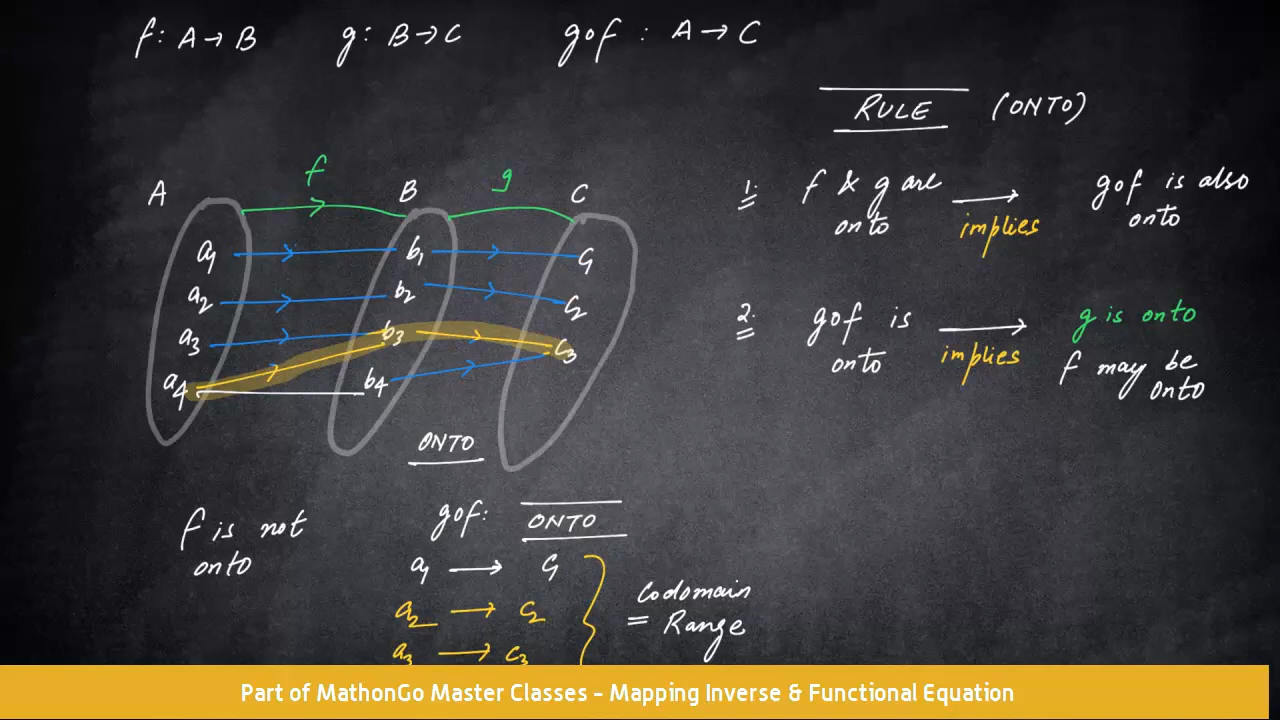 f: A → B g: B → C gof : A → C
RULE (ONTO)
f g
A B C
1. f & g are onto → implies gof is also onto
a1 b1 c1
a2 b2 c2
a3 b3 c3
a4 b4
2. gof is onto → implies g is onto
f may be onto
ONTO
f is not onto
gof: ONTO
a1 → c1
a2 → c2
a3 → c3
Codomain
= Range
Part of MathonGo Master Classes - Mapping Inverse & Functional Equation